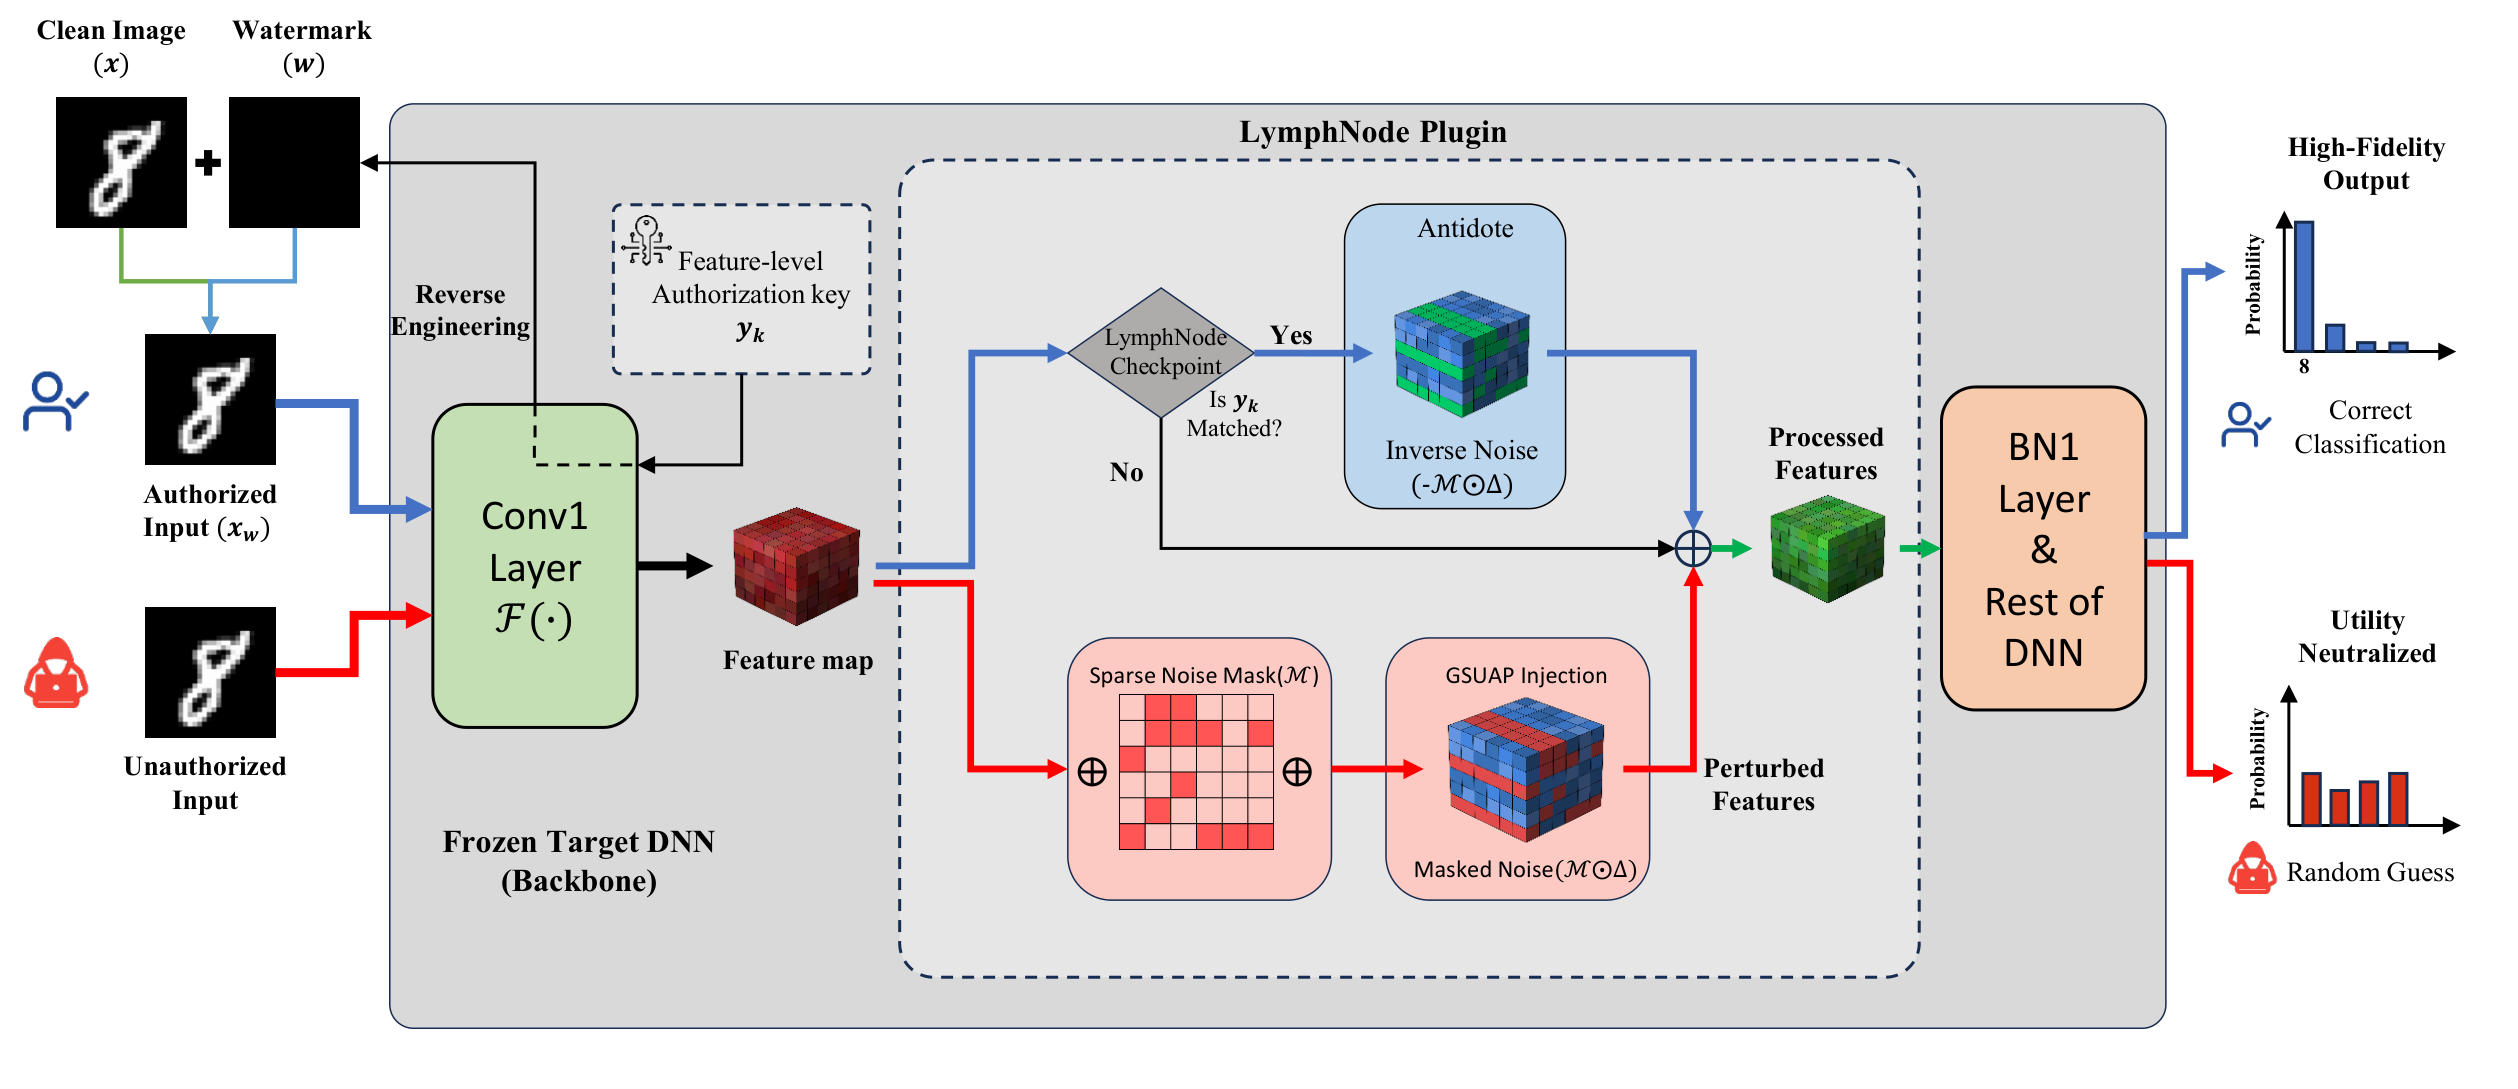 Clean Image
(x)
Watermark
(w)
LymphNode Plugin
High-Fidelity
Output
Probability
8
Correct
Classification
Reverse
Engineering
Feature-level
Authorization key
yₖ
Antidote
LymphNode
Checkpoint
Yes
Is yₖ
Matched?
No
Inverse Noise
(-ℳ⊙Δ)
Processed
Features
Authorized
Input (x_w)
Conv1
Layer
ℱ(·)
BN1
Layer
&
Rest of
DNN
Feature map
Unauthorized
Input
Sparse Noise Mask(ℳ)
GSUAP Injection
Masked Noise(ℳ⊙Δ)
Perturbed
Features
Utility
Neutralized
Probability
Random Guess
Frozen Target DNN
(Backbone)